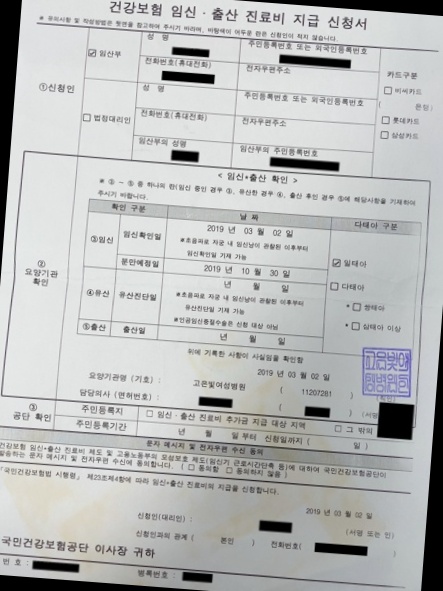 건강보험 임신·출산 진료비 지급 신청서
※ 유의사항 및 작성방법은 뒷면을 참고하여 주시기 바라며, 바탕색이 어두운 란은 신청인이 적지 않습니다.
①신청인
임산부
성 명
주민등록번호 또는 외국인등록번호
전화번호(휴대전화)
전자우편주소
카드구분
비씨카드
( 은행)
롯데카드
삼성카드
법정대리인
성 명
주민등록번호 또는 외국인등록번호
전화번호(휴대전화)
전자우편주소
임산부의 성명
임산부의 주민등록번호
< 임신·출산 확인 >
②
요양기관
확인
※ ③ ~ ⑤ 중 하나의 란(임신 중인 경우 ③, 유산한 경우 ④, 출산 후인 경우 ⑤에 해당사항을 기재하여
주시기 바랍니다.
확인 구분
날 짜
다태아 구분
③임신
임신확인일
2019 년 03 월 02 일
※초음파로 자궁 내 임신낭이 관찰된 이후부터
임신확인일 기재 가능
분만예정일
2019 년 10 월 30 일
일태아
다태아
* 쌍태아
* 삼태아 이상
④유산
유산진단일
년 월 일
※초음파로 자궁 내 임신낭이 관찰된 이후부터
유산진단일 기재 가능
※인공임신중절수술은 신청 대상 아님
⑤출산
출산일
년 월 일
위에 기록한 사항이 사실임을 확인함
2019 년 03 월 02 일
요양기관명 (기호) : 고은빛여성병원 ( 11207281 )
담당의사 (면허번호) : ( ) (서명
③
공단 확인
주민등록지
임신·출산 진료비 추가금 지급 대상 지역
그 밖의
주민등록기간
년 월 일 부터 신청일까지 ( 일 )
문자 메시지 및 전자우편 수신 동의
건강보험 임신·출산 진료비 제도 및 고용노동부의 모성보호 제도(임신기 근로시간단축 등)에 대하여 국민건강보험공단이
발송하는 문자 메시지 및 전자우편 수신에 동의합니다. ( 동의함 동의하지 않음 )
「국민건강보험법 시행령」 제23조제4항에 따라 임신·출산 진료비의 지급을 신청합니다.
2019 년 03 월 02 일
신청인(대리인) : (서명 또는 인)
신청인과의 관계 ( 본인 ) 전화번호( )
국민건강보험공단 이사장 귀하
번 호 :
병록번호 :